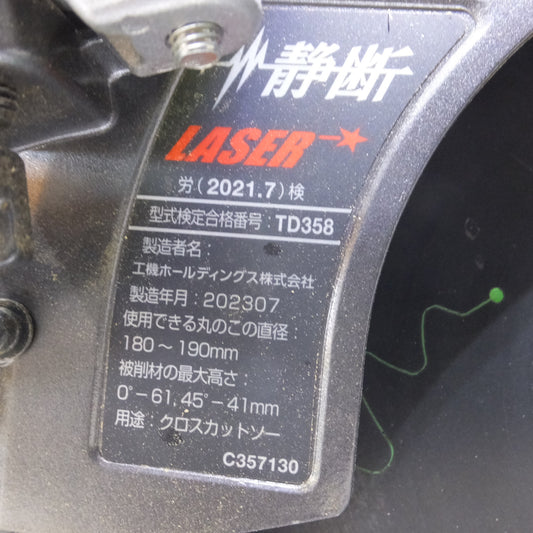 静断
LASER
労(2021.7)検
型式検定合格番号:TD358
製造者名:
工機ホールディングス株式会社
製造年月:202307
使用できる丸のこの直径:
180～190mm
被削材の最大高さ:
0°-61,45°-41mm
用途:クロスカットソー
C357130